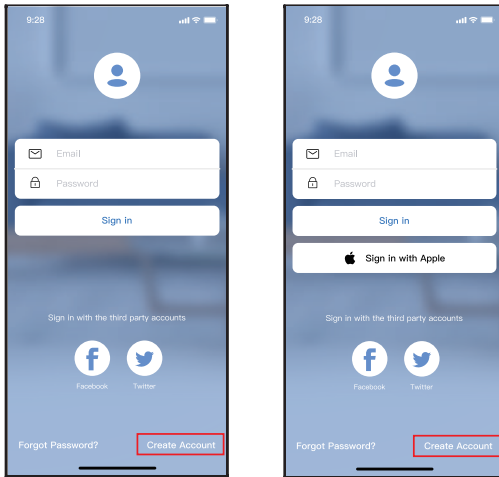 9:28
Email
Password
Sign in
Sign in with the third party accounts
Facebook
Twitter
Forgot Password?
Create Account
9:28
Email
Password
Sign in
Sign in with Apple
Sign in with the third party accounts
Facebook
Twitter
Forgot Password?
Create Account